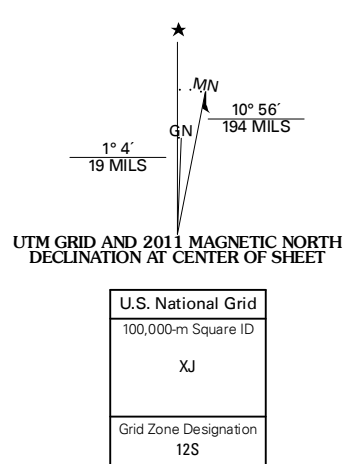 ★
MN
GN
10° 56´
194 MILS
1° 4´
19 MILS
UTM GRID AND 2011 MAGNETIC NORTH
DECLINATION AT CENTER OF SHEET
U.S. National Grid
100,000-m Square ID
XJ
Grid Zone Designation
12S